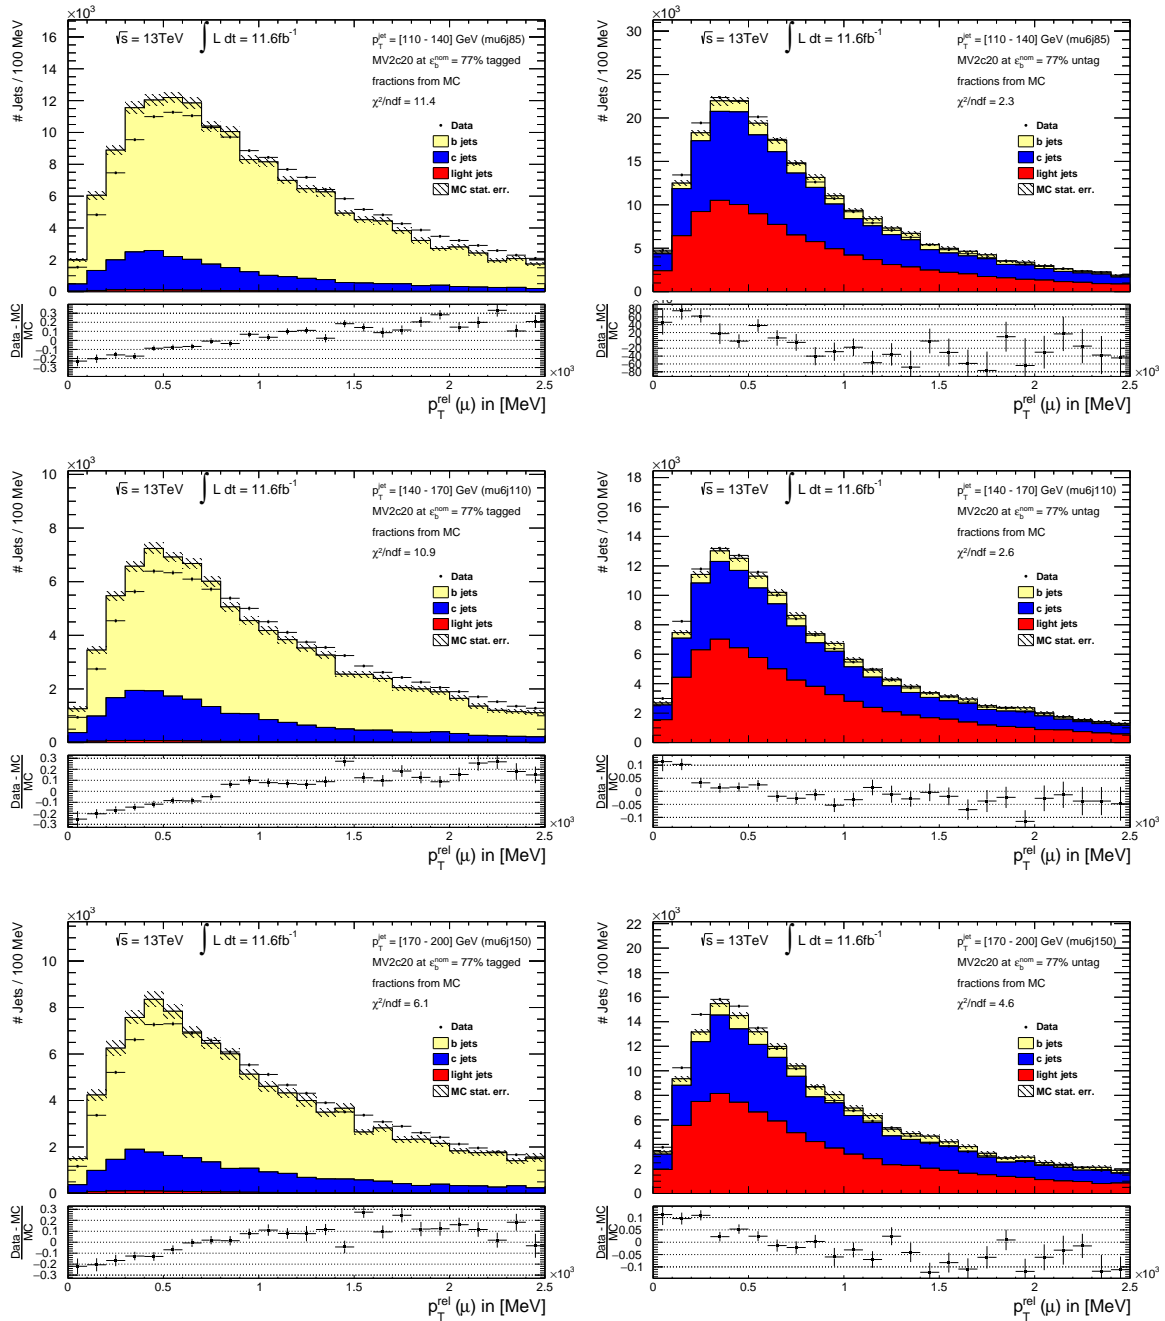 ×10³
# Jets / 100 MeV
√s = 13TeV ∫ L dt = 11.6fb⁻¹
p_T^jet = [110 - 140] GeV (mu6j85)
MV2c20 at ε_b^nom = 77% tagged
fractions from MC
χ²/ndf = 11.4
Data
b jets
c jets
light jets
MC stat. err.
16
14
12
10
8
6
4
2
0
Data - MC
MC
0.3
0.2
0.1
0
−0.1
−0.2
−0.3
0 0.5 1 1.5 2 2.5
×10³
p_T^rel (μ) in [MeV]
# Jets / 100 MeV
√s = 13TeV ∫ L dt = 11.6fb⁻¹
p_T^jet = [110 - 140] GeV (mu6j85)
MV2c20 at ε_b^nom = 77% untag
fractions from MC
χ²/ndf = 2.3
Data
b jets
c jets
light jets
MC stat. err.
×10³
30
25
20
15
10
5
0
Data - MC
MC
80
60
40
20
0
−20
−40
−60
−80
0 0.5 1 1.5 2 2.5
×10³
p_T^rel (μ) in [MeV]
×10³
# Jets / 100 MeV
√s = 13TeV ∫ L dt = 11.6fb⁻¹
p_T^jet = [140 - 170] GeV (mu6j110)
MV2c20 at ε_b^nom = 77% tagged
fractions from MC
χ²/ndf = 10.9
Data
b jets
c jets
light jets
MC stat. err.
10
8
6
4
2
0
Data - MC
MC
0.3
0.2
0.1
0
−0.1
−0.2
−0.3
0 0.5 1 1.5 2 2.5
×10³
p_T^rel (μ) in [MeV]
×10³
# Jets / 100 MeV
√s = 13TeV ∫ L dt = 11.6fb⁻¹
p_T^jet = [140 - 170] GeV (mu6j110)
MV2c20 at ε_b^nom = 77% untag
fractions from MC
χ²/ndf = 2.6
Data
b jets
c jets
light jets
MC stat. err.
18
16
14
12
10
8
6
4
2
0
Data - MC
MC
0.1
0.05
0
−0.05
−0.1
0 0.5 1 1.5 2 2.5
×10³
p_T^rel (μ) in [MeV]
×10³
# Jets / 100 MeV
√s = 13TeV ∫ L dt = 11.6fb⁻¹
p_T^jet = [170 - 200] GeV (mu6j150)
MV2c20 at ε_b^nom = 77% tagged
fractions from MC
χ²/ndf = 6.1
Data
b jets
c jets
light jets
MC stat. err.
10
8
6
4
2
0
Data - MC
MC
0.3
0.2
0.1
0
−0.1
−0.2
−0.3
0 0.5 1 1.5 2 2.5
×10³
p_T^rel (μ) in [MeV]
×10³
# Jets / 100 MeV
√s = 13TeV ∫ L dt = 11.6fb⁻¹
p_T^jet = [170 - 200] GeV (mu6j150)
MV2c20 at ε_b^nom = 77% untag
fractions from MC
χ²/ndf = 4.6
Data
b jets
c jets
light jets
MC stat. err.
22
20
18
16
14
12
10
8
6
4
2
0
Data - MC
MC
0.1
0.05
0
−0.05
−0.1
0 0.5 1 1.5 2 2.5
×10³
p_T^rel (μ) in [MeV]